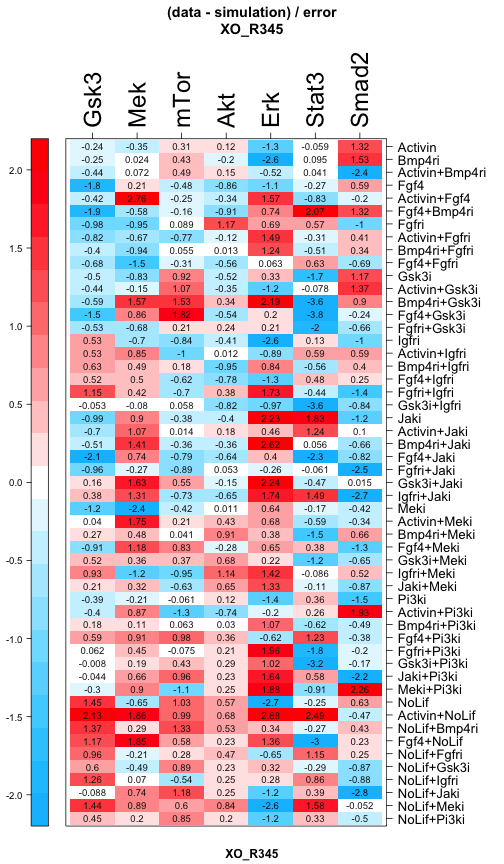 (data - simulation) / error
XO_R345
Gsk3 Mek mTor Akt Erk Stat3 Smad2
-0.24 -0.35 0.31 0.12 -1.3 -0.059 1.32 Activin
-0.25 0.024 0.43 -0.2 -2.6 0.095 1.53 Bmp4ri
-0.44 0.072 0.49 0.15 -0.52 0.041 -2.4 Activin+Bmp4ri
-1.8 0.21 -0.48 -0.86 -1.1 -0.27 0.59 Fgf4
-0.42 2.76 -0.25 -0.34 1.57 -0.83 -0.2 Activin+Fgf4
-1.9 -0.58 -0.16 -0.91 0.74 2.07 1.32 Fgf4+Bmp4ri
-0.98 -0.95 0.089 1.17 0.69 0.57 -1 Fgfri
-0.82 -0.67 -0.77 -0.12 1.49 -0.31 0.41 Activin+Fgfri
-0.4 -0.94 0.055 0.013 1.24 -0.51 0.34 Bmp4ri+Fgfri
-0.68 -1.5 -0.31 -0.56 0.063 0.63 -0.69 Fgf4+Fgfri
-0.5 -0.83 0.92 -0.52 0.33 -1.7 1.17 Gsk3i
-0.44 -0.15 1.07 0.35 -1.2 -0.078 1.37 Activin+Gsk3i
-0.59 1.57 1.53 0.34 2.19 -3.6 0.9 Bmp4ri+Gsk3i
-1.5 0.86 1.82 -0.54 0.2 -3.8 -0.24 Fgf4+Gsk3i
-0.53 -0.68 0.21 0.24 0.21 -2 -0.66 Fgfri+Gsk3i
0.53 -0.7 -0.84 -0.41 -2.6 0.13 -1 Igfri
0.53 0.85 -1 0.012 -0.89 0.59 0.59 Activin+Igfri
0.63 0.49 0.18 -0.95 0.84 -0.56 0.4 Bmp4ri+Igfri
0.52 0.5 -0.62 -0.78 -1.3 0.48 0.25 Fgf4+Igfri
1.15 0.42 -0.7 0.38 1.73 -0.44 -1.4 Fgfri+Igfri
-0.053 -0.08 0.058 -0.82 -0.97 -3.6 -0.84 Gsk3i+Igfri
-0.99 0.9 -0.38 -0.4 2.23 1.83 -1.2 Jaki
-0.7 1.07 0.014 0.18 0.46 1.24 0.1 Activin+Jaki
-0.51 1.41 -0.36 -0.36 2.62 0.056 -0.66 Bmp4ri+Jaki
-2.1 0.74 -0.79 -0.64 0.4 -2.3 -0.82 Fgf4+Jaki
-0.96 -0.27 -0.89 0.053 -0.26 -0.061 -2.5 Fgfri+Jaki
0.16 1.63 0.55 0.11 2.24 -0.47 0.015 Gsk3i+Jaki
0.38 1.31 -0.73 -0.65 1.74 1.49 -2.7 Igfri+Jaki
-1.2 -2.4 -0.42 0.011 0.64 -0.17 -0.42 Meki
0.04 1.75 0.21 0.43 0.68 -0.59 -0.34 Activin+Meki
0.27 0.48 0.041 0.91 0.38 -1.5 0.66 Bmp4ri+Meki
-0.91 1.18 0.83 -0.28 0.65 0.38 -1.3 Fgf4+Meki
0.52 0.36 0.37 0.68 0.22 -1.2 -0.65 Gsk3i+Meki
0.93 -1.2 -0.95 1.14 1.42 -0.086 0.52 Igfri+Meki
0.21 0.32 -0.63 0.65 1.33 -0.11 -0.87 Jaki+Meki
-0.39 -0.21 -0.061 0.12 -1.4 0.36 -1.5 Pi3ki
-0.4 0.87 -1.3 -0.74 -0.2 0.26 1.93 Activin+Pi3ki
0.18 0.11 0.063 0.03 1.07 -0.62 -0.49 Bmp4ri+Pi3ki
0.59 0.91 0.98 0.36 -0.62 1.23 -0.38 Fgf4+Pi3ki
0.062 0.45 -0.075 0.21 1.96 -1.8 -0.2 Fgfri+Pi3ki
-0.008 0.19 0.43 0.29 1.02 -3.2 -0.17 Gsk3i+Pi3ki
-0.044 0.66 0.96 0.23 1.64 0.58 -2.2 Jaki+Pi3ki
-0.3 0.9 -1.1 0.25 1.88 -0.91 2.26 Meki+Pi3ki
1.45 -0.65 1.03 0.57 -2.7 -0.25 0.63 NoLif
2.13 1.66 0.99 0.68 2.88 2.49 -0.47 Activin+NoLif
1.37 0.29 1.33 0.53 0.34 -0.27 0.43 NoLif+Bmp4ri
1.17 1.85 0.58 0.23 1.36 -3 0.23 Fgf4+NoLif
0.96 -0.21 0.28 0.47 -0.65 1.15 0.25 NoLif+Fgfri
0.6 -0.49 0.89 0.23 0.32 -0.29 -0.87 NoLif+Gsk3i
1.26 0.07 -0.54 0.25 0.28 0.86 -0.88 NoLif+Igfri
-0.088 0.74 1.18 0.25 -1.2 0.39 -2.8 NoLif+Jaki
1.44 0.89 0.6 0.84 -2.6 1.58 -0.052 NoLif+Meki
0.45 0.2 0.85 0.2 -1.2 0.33 -0.5 NoLif+Pi3ki
2.0
1.5
1.0
0.5
0.0
-0.5
-1.0
-1.5
-2.0
XO_R345